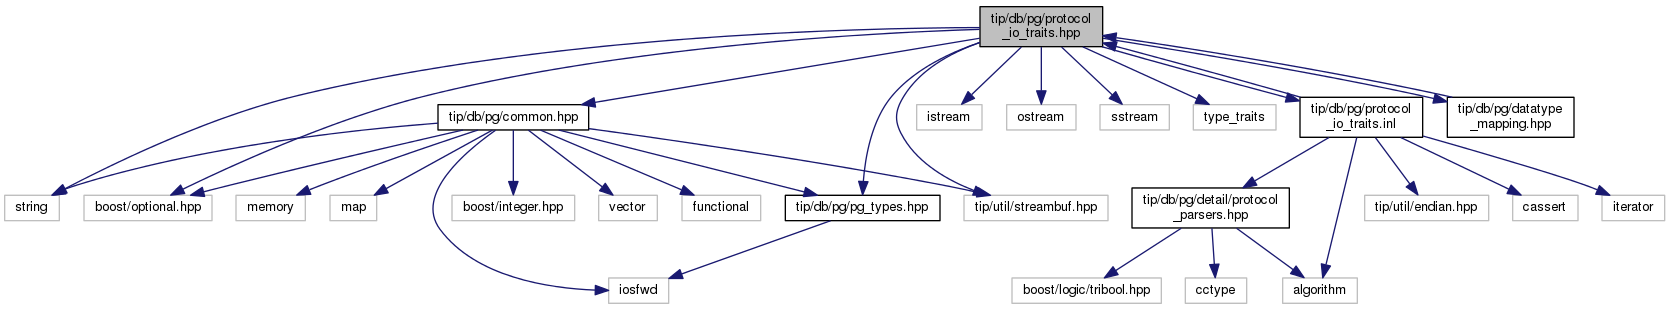 tip/db/pg/protocol
_io_traits.hpp
tip/db/pg/common.hpp
istream
ostream
sstream
type_traits
tip/db/pg/protocol
_io_traits.inl
tip/db/pg/datatype
_mapping.hpp
string
boost/optional.hpp
memory
map
boost/integer.hpp
vector
functional
tip/db/pg/pg_types.hpp
tip/util/streambuf.hpp
tip/db/pg/detail/protocol
_parsers.hpp
tip/util/endian.hpp
cassert
iterator
iosfwd
boost/logic/tribool.hpp
cctype
algorithm